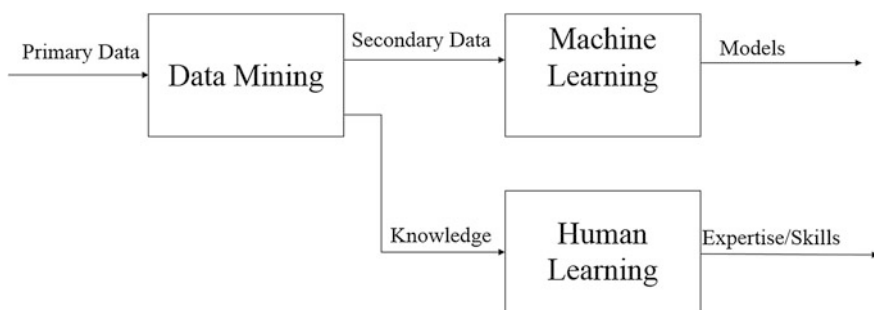 Primary Data
Data Mining
Secondary Data
Machine
Learning
Models
Knowledge
Human
Learning
Expertise/Skills